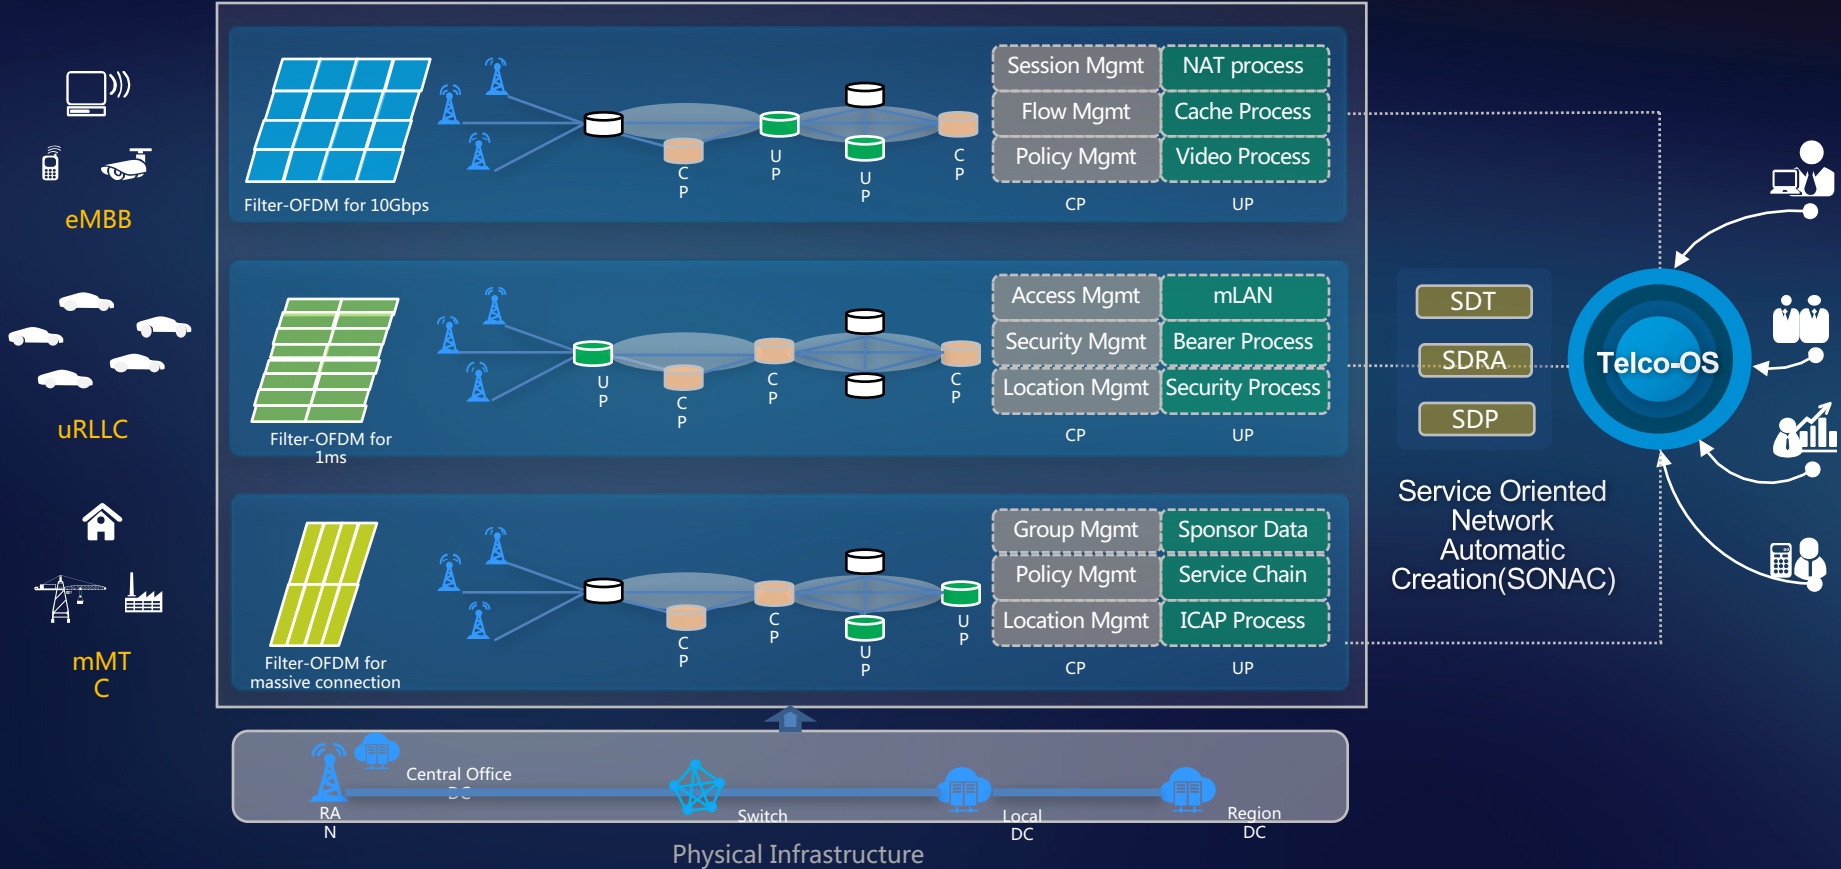 eMBB
Filter-OFDM for 10Gbps
C
P
U
P
U
P
C
P
Session Mgmt
NAT process
Flow Mgmt
Cache Process
Policy Mgmt
Video Process
CP
UP
uRLLC
Filter-OFDM for
1ms
U
P
C
P
C
P
C
P
Access Mgmt
mLAN
Security Mgmt
Bearer Process
Location Mgmt
Security Process
CP
UP
mMT
C
Filter-OFDM for
massive connection
C
P
C
P
U
P
U
P
Group Mgmt
Sponsor Data
Policy Mgmt
Service Chain
Location Mgmt
ICAP Process
CP
UP
SDT
SDRA
SDP
Telco-OS
Service Oriented
Network
Automatic
Creation(SONAC)
RA
N
Central Office
DC
Switch
Local
DC
Region
DC
Physical Infrastructure